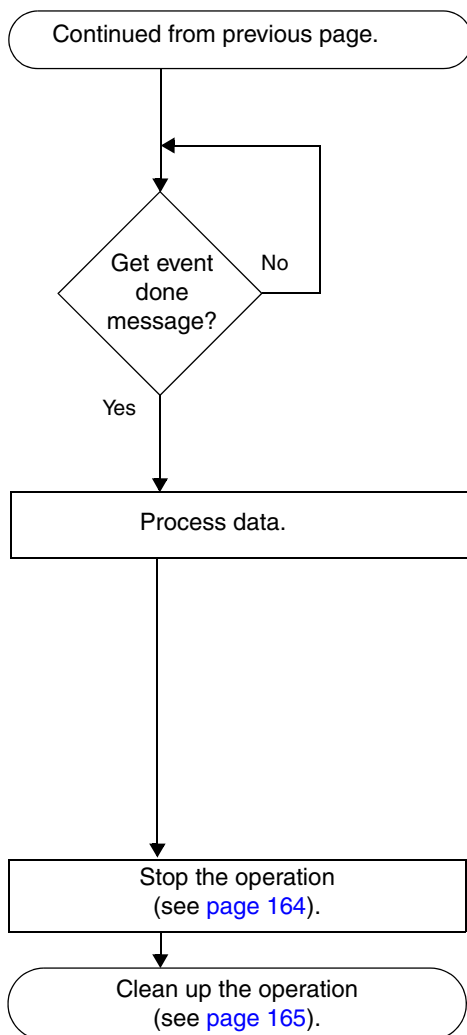 Continued from previous page.
Get event
No
done
message?
Yes
Process data.
Stop the operation
(see page 164).
Clean up the operation
(see page 165).